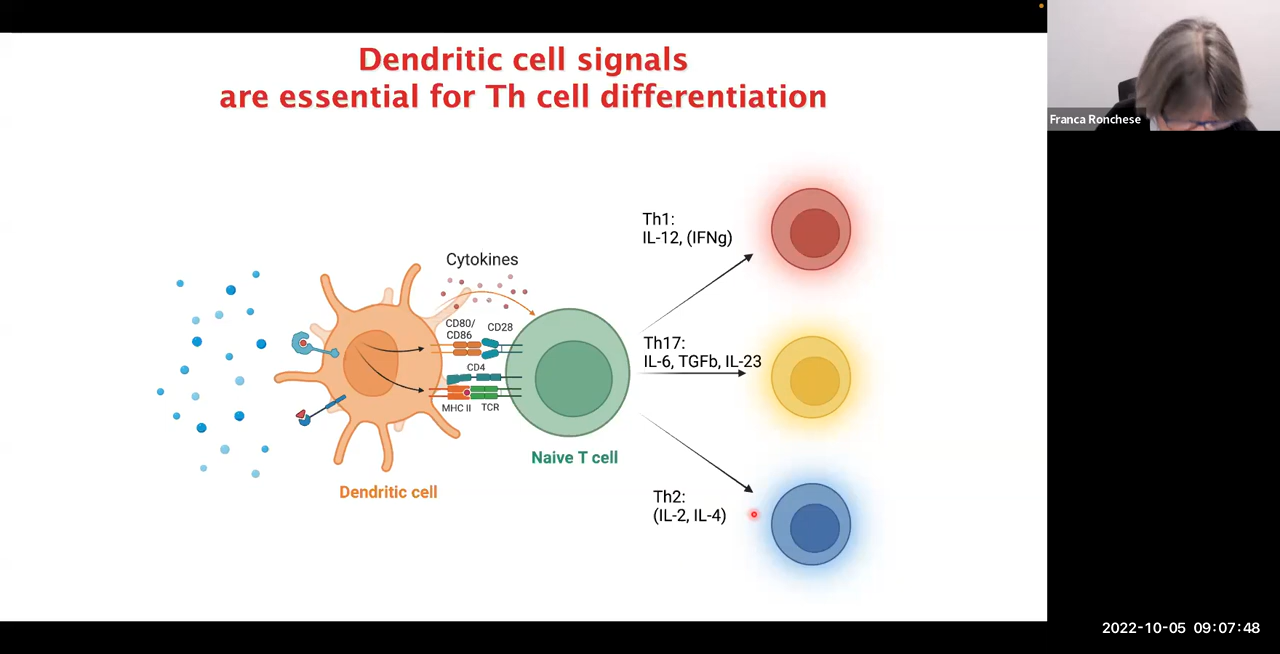 Dendritic cell signals
are essential for Th cell differentiation
Franca Ronchese
Th1:
IL-12, (IFNg)
Cytokines
CD80/
CD86
CD28
CD4
MHC II
TCR
Th17:
IL-6, TGFb, IL-23
Naive T cell
Dendritic cell
Th2:
(IL-2, IL-4)
2022-10-05 09:07:48